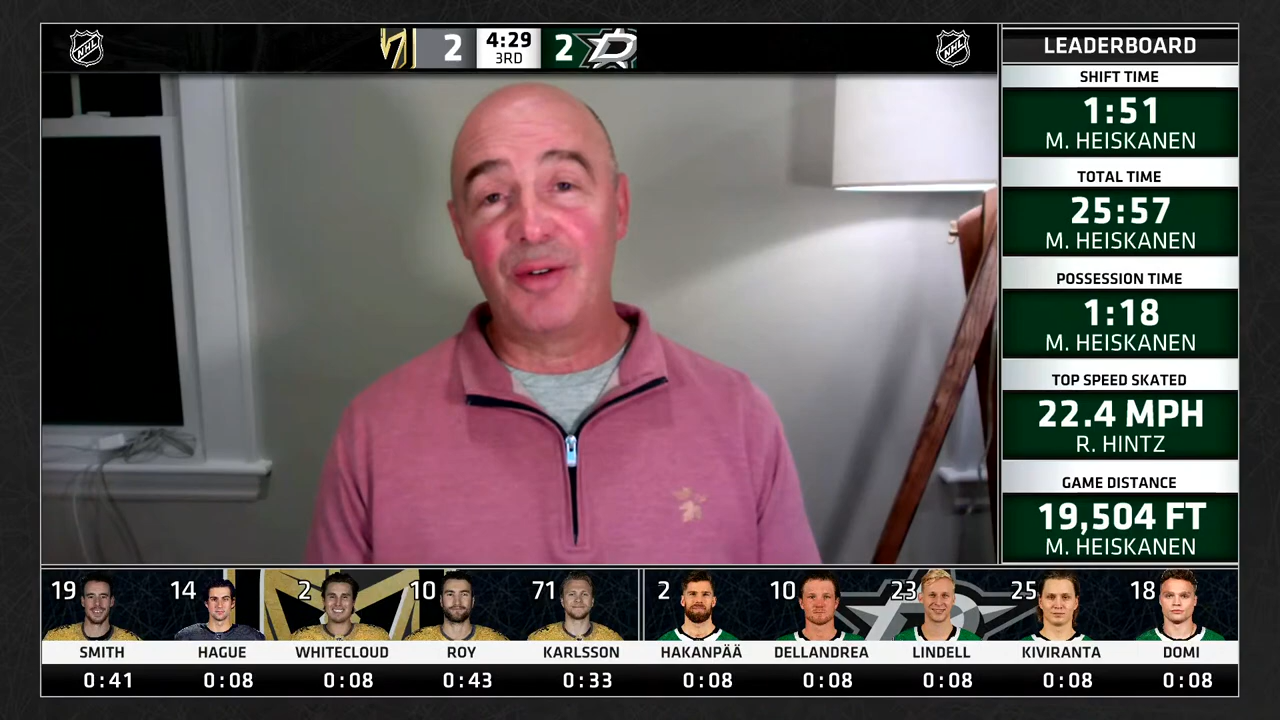 NHL
2
4:29
3RD
2
NHL
LEADERBOARD
SHIFT TIME
1:51
M. HEISKANEN
TOTAL TIME
25:57
M. HEISKANEN
POSSESSION TIME
1:18
M. HEISKANEN
TOP SPEED SKATED
22.4 MPH
R. HINTZ
GAME DISTANCE
19,504 FT
M. HEISKANEN
19 14 2 10 71 2 10 23 25 18
SMITH HAGUE WHITECLOUD ROY KARLSSON HAKANPÄÄ DELLANDREA LINDELL KIVIRANTA DOMI
0:41 0:08 0:08 0:43 0:33 0:08 0:08 0:08 0:08 0:08